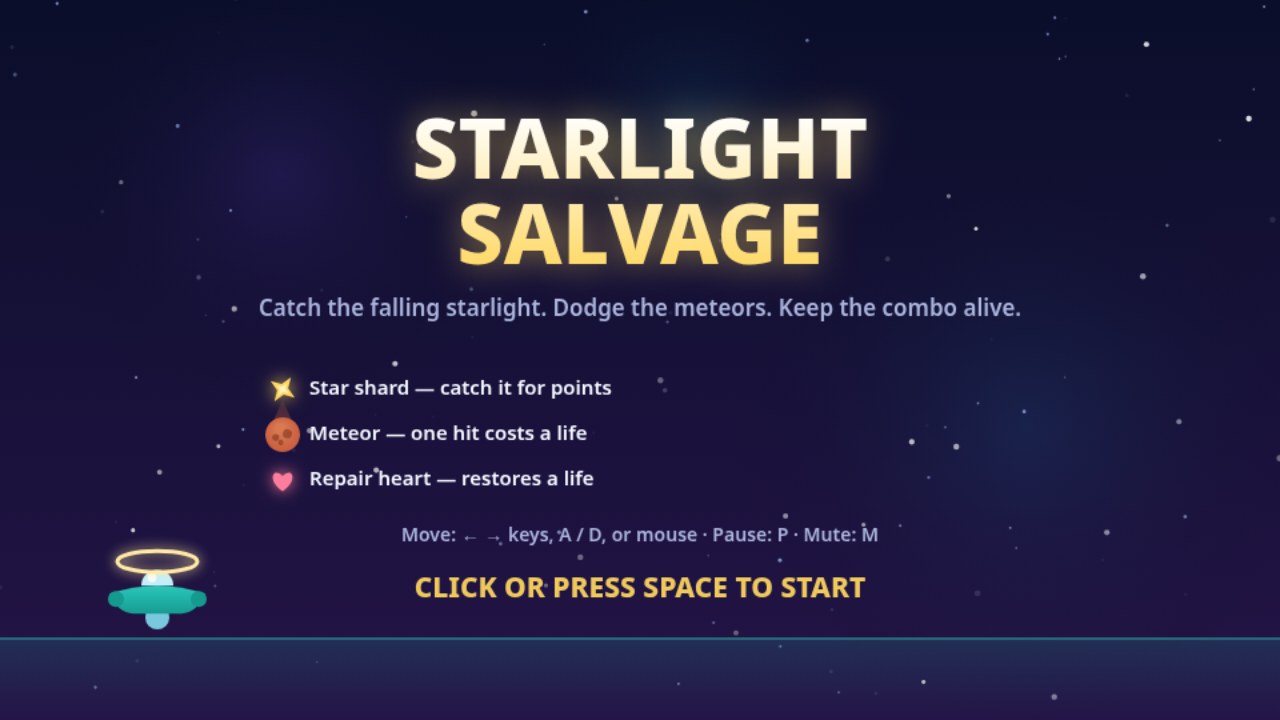 STARLIGHT
SALVAGE
Catch the falling starlight. Dodge the meteors. Keep the combo alive.
Star shard — catch it for points
Meteor — one hit costs a life
Repair heart — restores a life
Move: ← → keys, A / D, or mouse · Pause: P · Mute: M
CLICK OR PRESS SPACE TO START